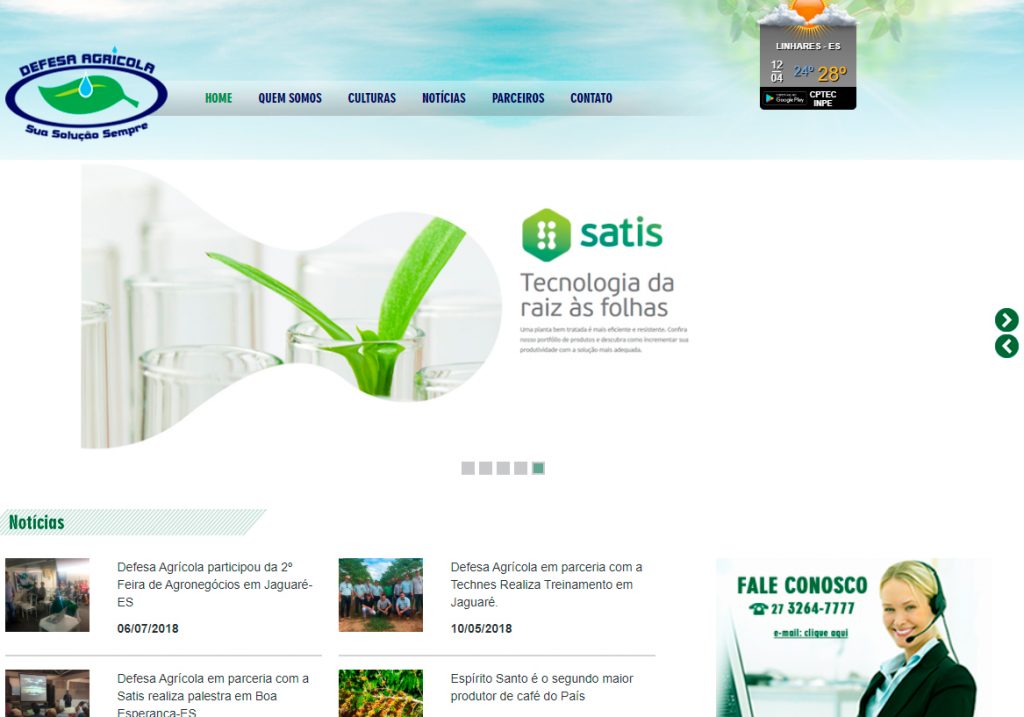 DEFESA AGRÍCOLA
Sua Solução Sempre
HOME QUEM SOMOS CULTURAS NOTÍCIAS PARCEIROS CONTATO
LINHARES - ES
12
04
24º 28º
Google Play
CPTEC
INPE
satis
Tecnologia da
raiz às folhas
Uma planta bem tratada é mais eficiente e resistente. Confira
nosso portfólio de produtos e descubra como incrementar sua
produtividade com a solução mais adequada.
Notícias
Defesa Agrícola participou da 2º
Feira de Agronegócios em Jaguaré-
ES
06/07/2018
Defesa Agrícola em parceria com a
Technes Realiza Treinamento em
Jaguaré.
10/05/2018
Defesa Agrícola em parceria com a
Satis realiza palestra em Boa
Esperança-ES
Espírito Santo é o segundo maior
produtor de café do País
FALE CONOSCO
27 3264-7777
e-mail: clique aqui